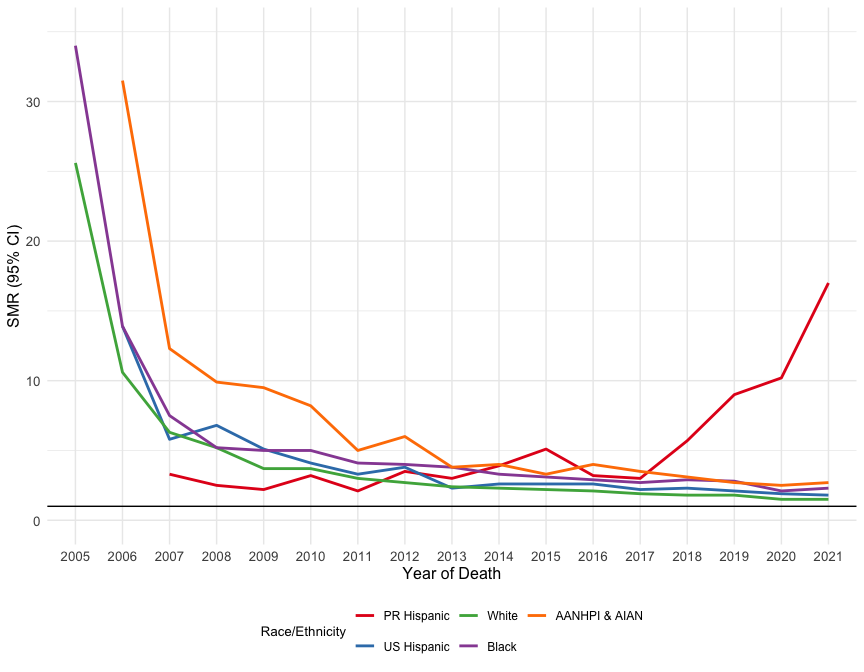 SMR (95% CI)
30
20
10
0
2005 2006 2007 2008 2009 2010 2011 2012 2013 2014 2015 2016 2017 2018 2019 2020 2021
Year of Death
Race/Ethnicity
PR Hispanic White AANHPI & AIAN
US Hispanic Black